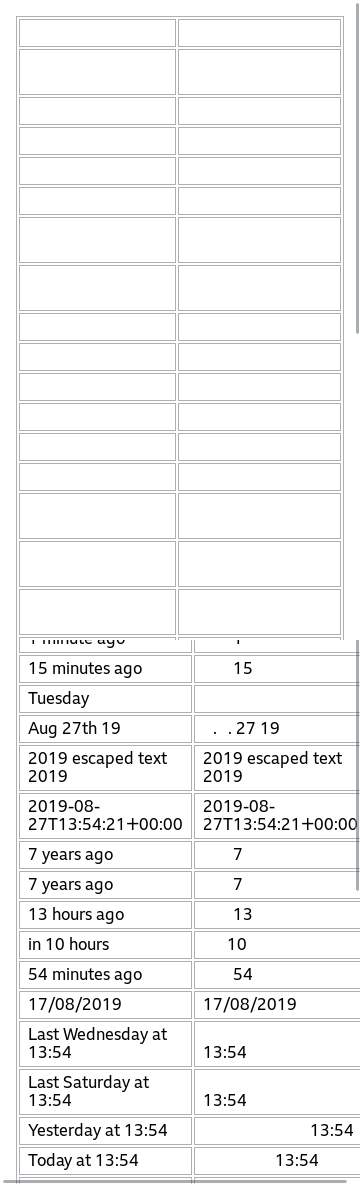 15 minutes ago 15
Tuesday
Aug 27th 19 . . 27 19
2019 escaped text 2019 escaped text
2019 2019
2019-08- 2019-08-
27T13:54:21+00:00 27T13:54:21+00:00
7 years ago 7
7 years ago 7
13 hours ago 13
in 10 hours 10
54 minutes ago 54
17/08/2019 17/08/2019
Last Wednesday at
13:54 13:54
Last Saturday at
13:54 13:54
Yesterday at 13:54 13:54
Today at 13:54 13:54